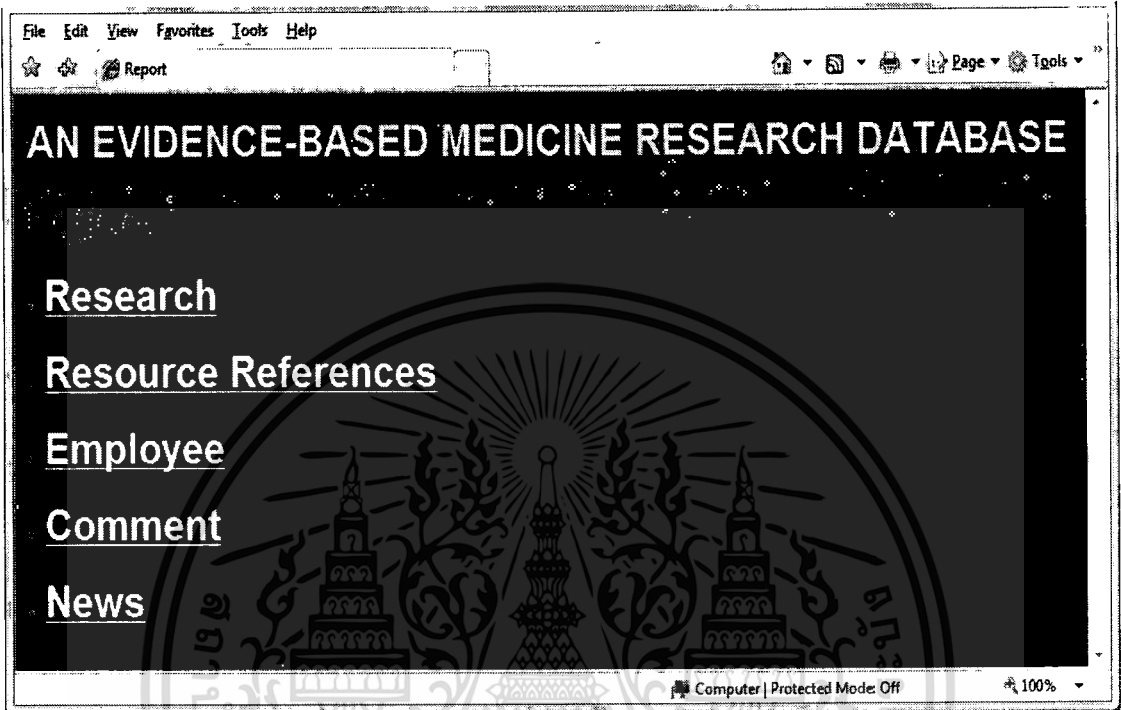 File Edit View Favorites Tools Help
Report
Page Tools
AN EVIDENCE-BASED MEDICINE RESEARCH DATABASE
Research
Resource References
Employee
Comment
News
Computer | Protected Mode: Off
100%